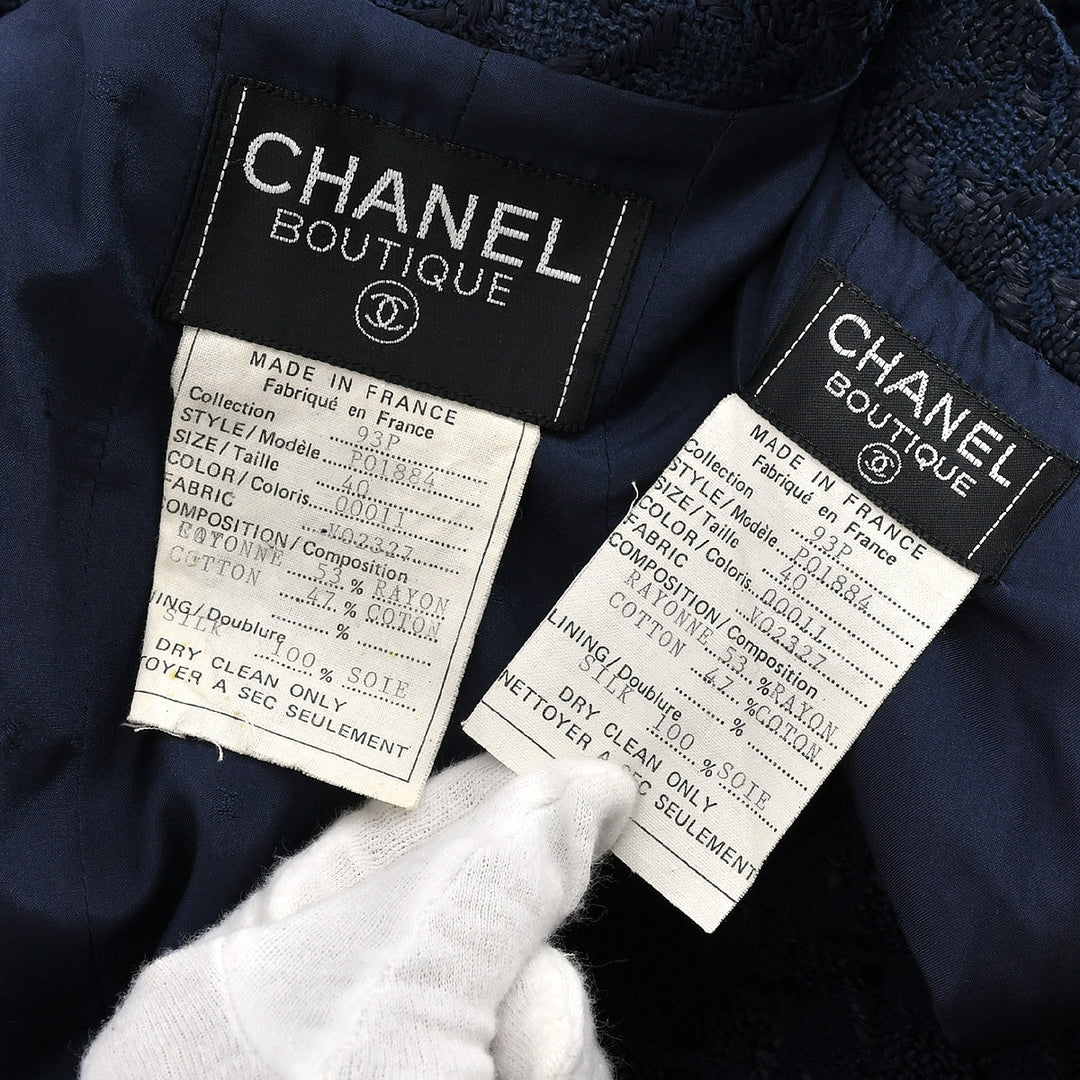 CHANEL
BOUTIQUE
MADE IN FRANCE
Fabriqué en France
Collection 93P
STYLE/Modèle P01884
SIZE/Taille 40
COLOR/Coloris 00011
FABRIC V02327
OMPOSITION/Composition
RAYONNE 53 % RAYON
COTTON 47 % COTON
%
NING/Doublure
SILK 100 % SOIE
DRY CLEAN ONLY
TOYER A SEC SEULEMENT
CHANEL
BOUTIQUE
MADE IN FRANCE
Fabriqué en France
Collection 93P
STYLE/Modèle P01884
SIZE/Taille 40
COLOR/Coloris 00011
FABRIC V02327
COMPOSITION/Composition
RAYONNE 53 % RAYON
COTTON 47 % COTON
%
LINING/Doublure
SILK 100 % SOIE
DRY CLEAN ONLY
NETTOYER A SEC SEULEMENT